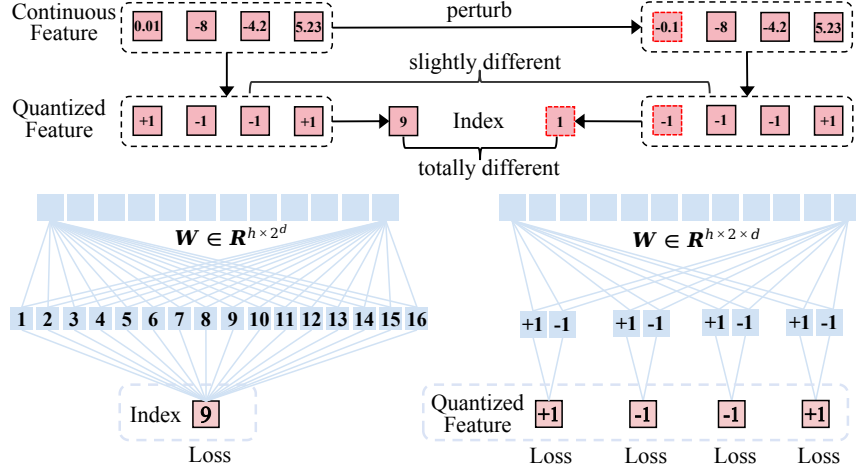 Continuous Feature
0.01 -8 -4.2 5.23
perturb
-0.1 -8 -4.2 5.23
slightly different
Quantized Feature
+1 -1 -1 +1
9 Index 1
-1 -1 -1 +1
totally different
W ∈ R^{h×2^d}
1 2 3 4 5 6 7 8 9 10 11 12 13 14 15 16
Index 9
Loss
W ∈ R^{h×2×d}
+1 -1 +1 -1 +1 -1 +1 -1
Quantized Feature
+1 -1 -1 +1
Loss Loss Loss Loss